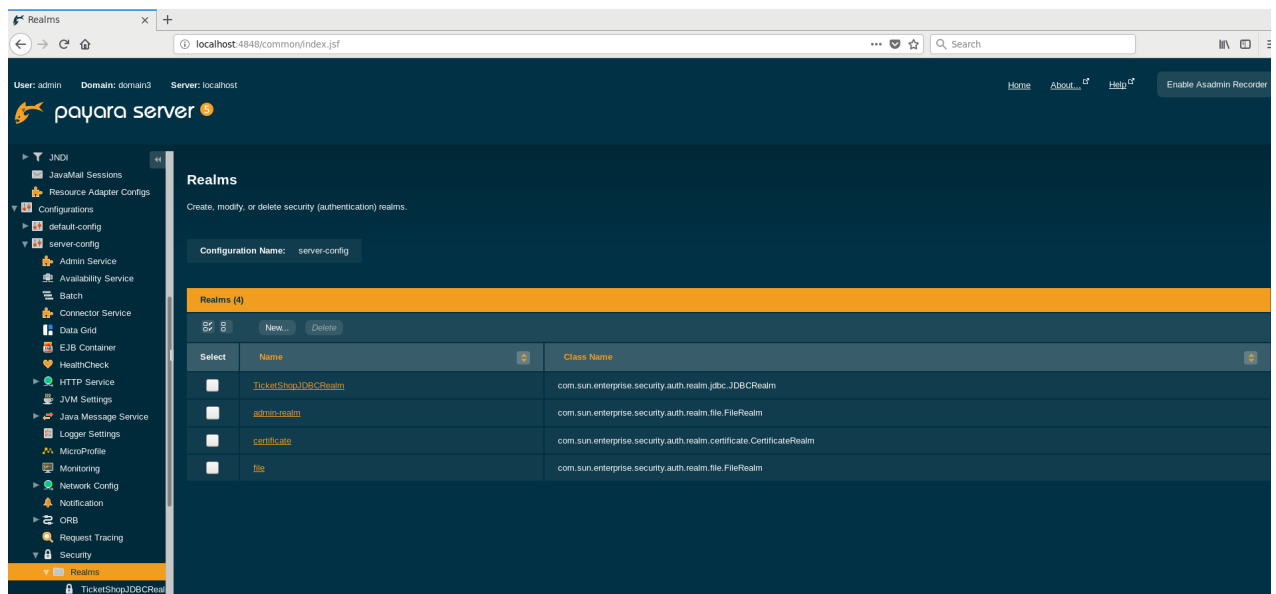 Realms
localhost:4848/common/index.jsf
Search
User: admin Domain: domain3 Server: localhost
Home About... Help Enable Asadmin Recorder
payara server 5
JNDI
JavaMail Sessions
Resource Adapter Configs
Configurations
default-config
server-config
Admin Service
Availability Service
Batch
Connector Service
Data Grid
EJB Container
HealthCheck
HTTP Service
JVM Settings
Java Message Service
Logger Settings
MicroProfile
Monitoring
Network Config
Notification
ORB
Request Tracing
Security
Realms
TicketShopJDBCReal
Realms
Create, modify, or delete security (authentication) realms.
Configuration Name: server-config
Realms (4)
New... Delete
Select Name Class Name
TicketShopJDBCRealm com.sun.enterprise.security.auth.realm.jdbc.JDBCRealm
admin-realm com.sun.enterprise.security.auth.realm.file.FileRealm
certificate com.sun.enterprise.security.auth.realm.certificate.CertificateRealm
file com.sun.enterprise.security.auth.realm.file.FileRealm